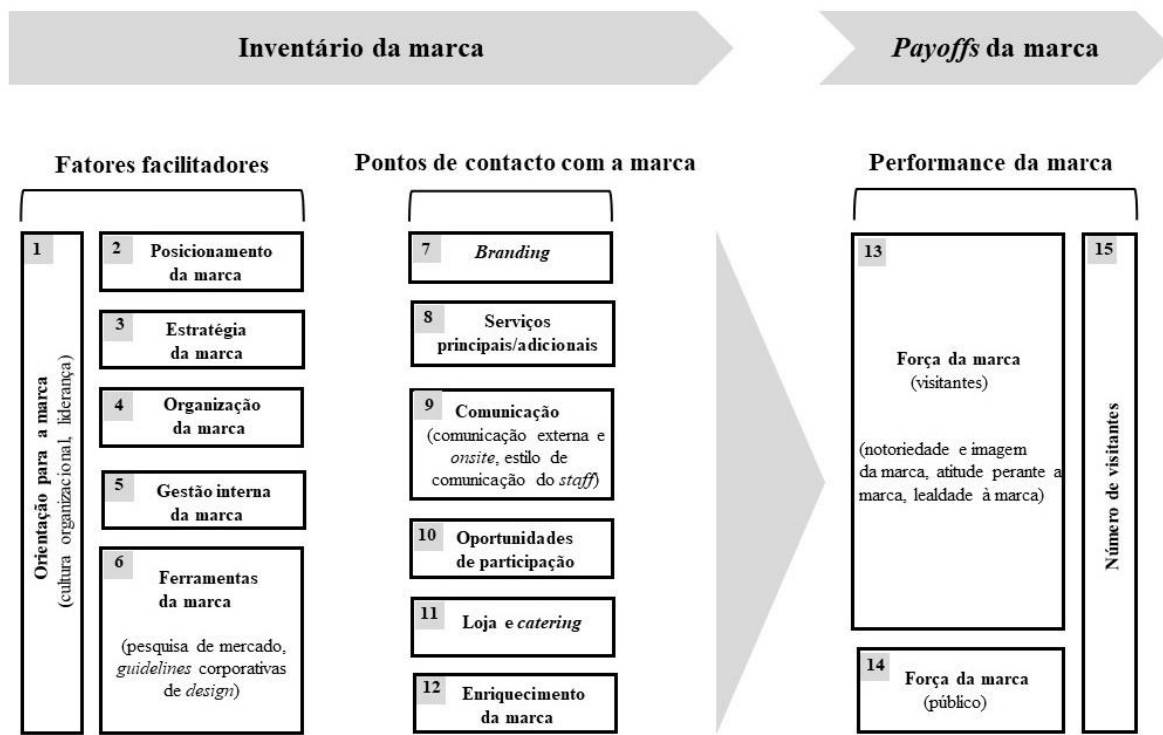 Inventário da marca
Payoffs da marca
Fatores facilitadores
Pontos de contacto com a marca
Performance da marca
1
Orientação para a marca
(cultura organizacional, liderança)
2
Posicionamento
da marca
3
Estratégia
da marca
4
Organização
da marca
5
Gestão interna
da marca
6
Ferramentas
da marca
(pesquisa de mercado,
guidelines corporativas
de design)
7
Branding
8
Serviços
principais/adicionais
9
Comunicação
(comunicação externa e
onsite, estilo de
comunicação do staff)
10
Oportunidades
de participação
11
Loja e catering
12
Enriquecimento
da marca
13
Força da marca
(visitantes)
(notoriedade e imagem
da marca, atitude perante a
marca, lealdade à marca)
14
Força da marca
(público)
15
Número de visitantes